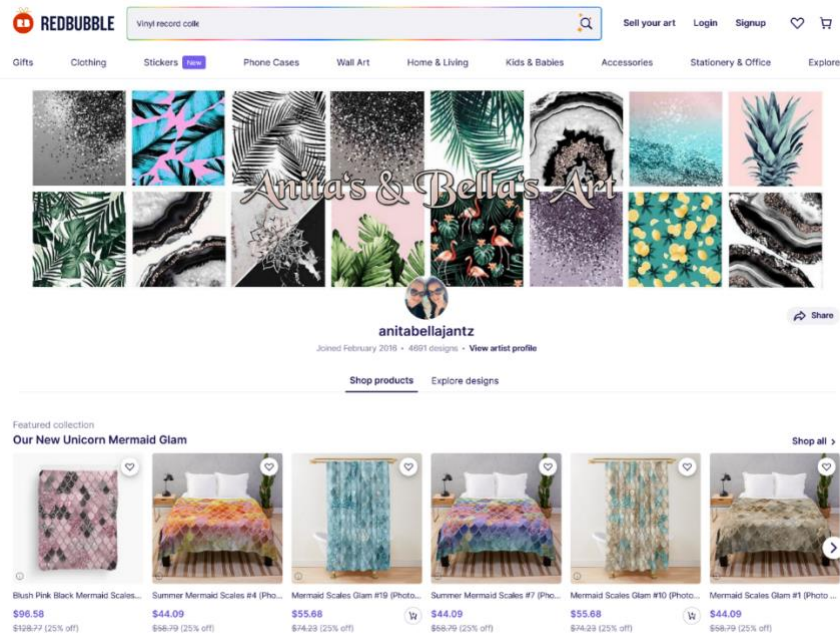 RB REDBUBBLE
Vinyl record colle
Sell your art Login Signup
Gifts Clothing Stickers New Phone Cases Wall Art Home & Living Kids & Babies Accessories Stationery & Office Explore
Anita's & Bella's Art
Share
anitabellajantz
Joined February 2016 • 4691 designs • View artist profile
Shop products Explore designs
Featured collection
Our New Unicorn Mermaid Glam
Shop all
Blush Pink Black Mermaid Scales... Summer Mermaid Scales #4 (Pho... Mermaid Scales Glam #19 (Photo... Summer Mermaid Scales #7 (Pho... Mermaid Scales Glam #10 (Photo... Mermaid Scales Glam #1 (Photo ...
$96.58 $44.09 $55.68 $44.09 $55.68 $44.09
$128.77 (25% off) $58.79 (25% off) $74.23 (25% off) $58.79 (25% off) $74.23 (25% off) $58.79 (25% off)